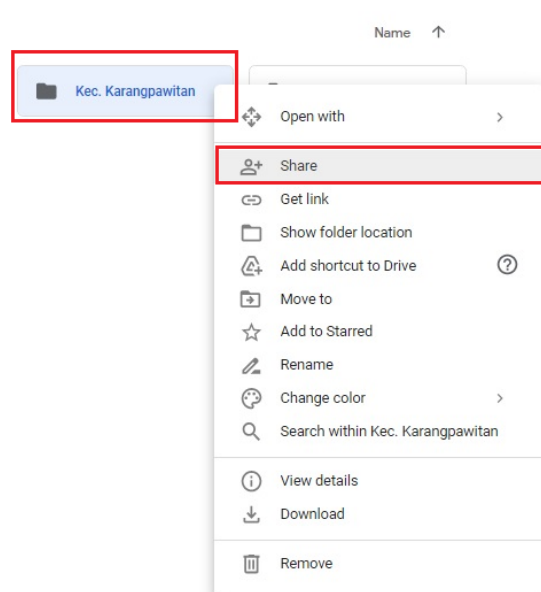 Name
Kec. Karangpawitan
Open with
Share
Get link
Show folder location
Add shortcut to Drive
Move to
Add to Starred
Rename
Change color
Search within Kec. Karangpawitan
View details
Download
Remove